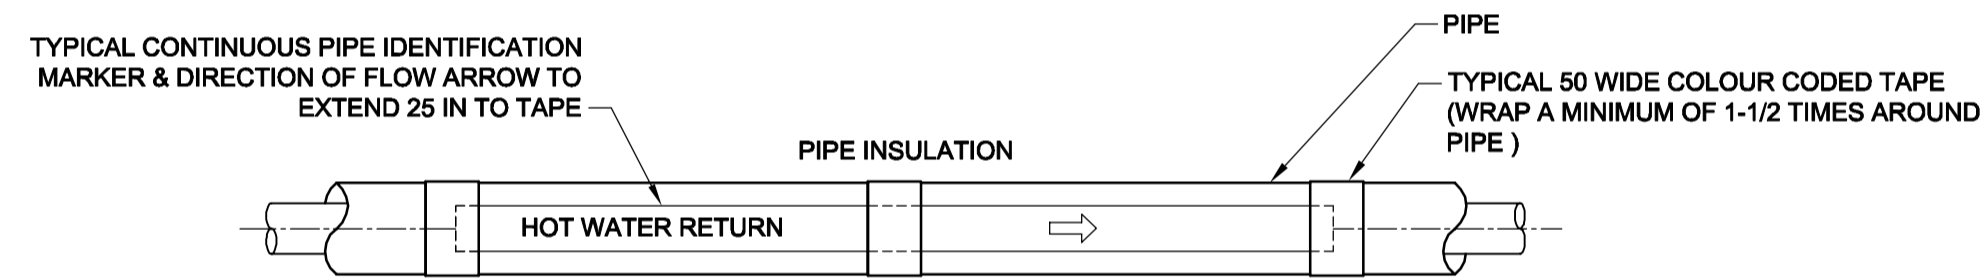 TYPICAL CONTINUOUS PIPE IDENTIFICATION
MARKER & DIRECTION OF FLOW ARROW TO
EXTEND 25 IN TO TAPE
PIPE
TYPICAL 50 WIDE COLOUR CODED TAPE
(WRAP A MINIMUM OF 1-1/2 TIMES AROUND
PIPE )
PIPE INSULATION
HOT WATER RETURN